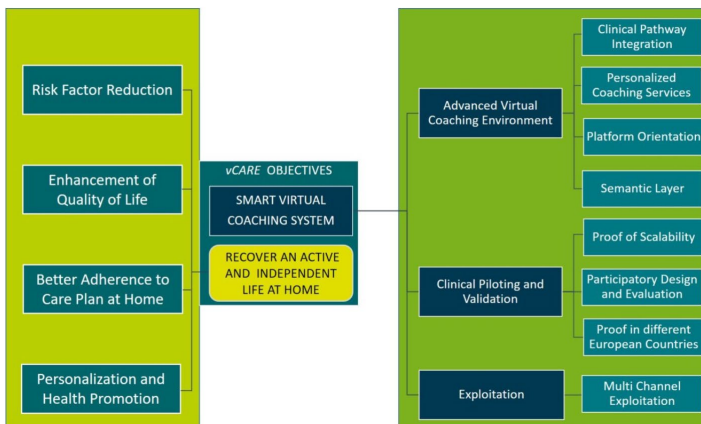 Risk Factor Reduction
Enhancement of
Quality of Life
Better Adherence to
Care Plan at Home
Personalization and
Health Promotion
vCARE OBJECTIVES
SMART VIRTUAL
COACHING SYSTEM
RECOVER AN ACTIVE
AND INDEPENDENT
LIFE AT HOME
Advanced Virtual
Coaching Environment
Clinical Pathway
Integration
Personalized
Coaching Services
Platform Orientation
Semantic Layer
Clinical Piloting and
Validation
Proof of Scalability
Participatory Design
and Evaluation
Proof in different
European Countries
Exploitation
Multi Channel
Exploitation